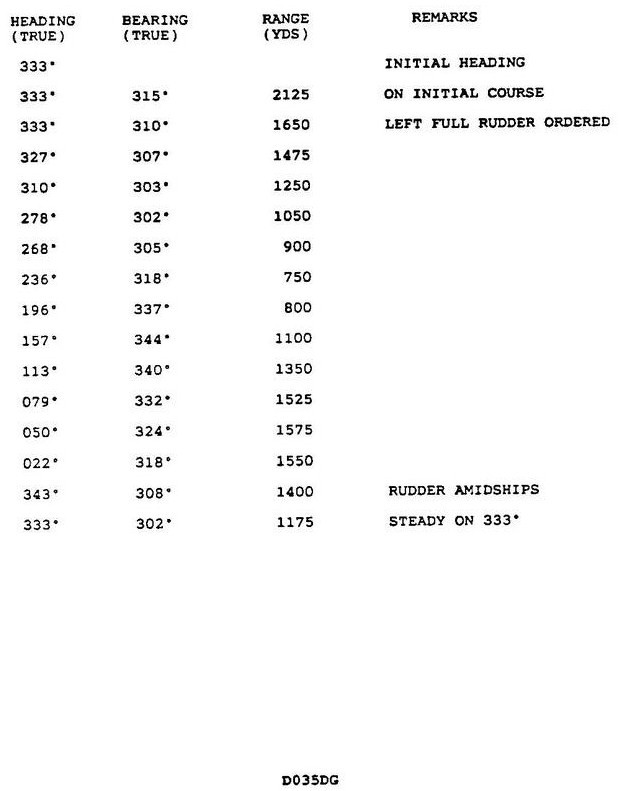 HEADING BEARING RANGE REMARKS
(TRUE) (TRUE) (YDS)
333° INITIAL HEADING
333° 315° 2125 ON INITIAL COURSE
333° 310° 1650 LEFT FULL RUDDER ORDERED
327° 307° 1475
310° 303° 1250
278° 302° 1050
268° 305° 900
236° 318° 750
196° 337° 800
157° 344° 1100
113° 340° 1350
079° 332° 1525
050° 324° 1575
022° 318° 1550
343° 308° 1400 RUDDER AMIDSHIPS
333° 302° 1175 STEADY ON 333°
D035DG